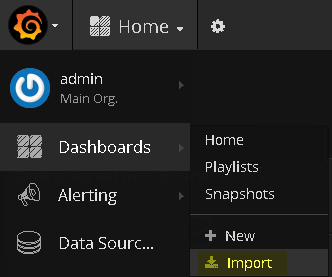 Home
admin
Main Org.
Dashboards
Alerting
Data Sourc...
Home
Playlists
Snapshots
New
Import